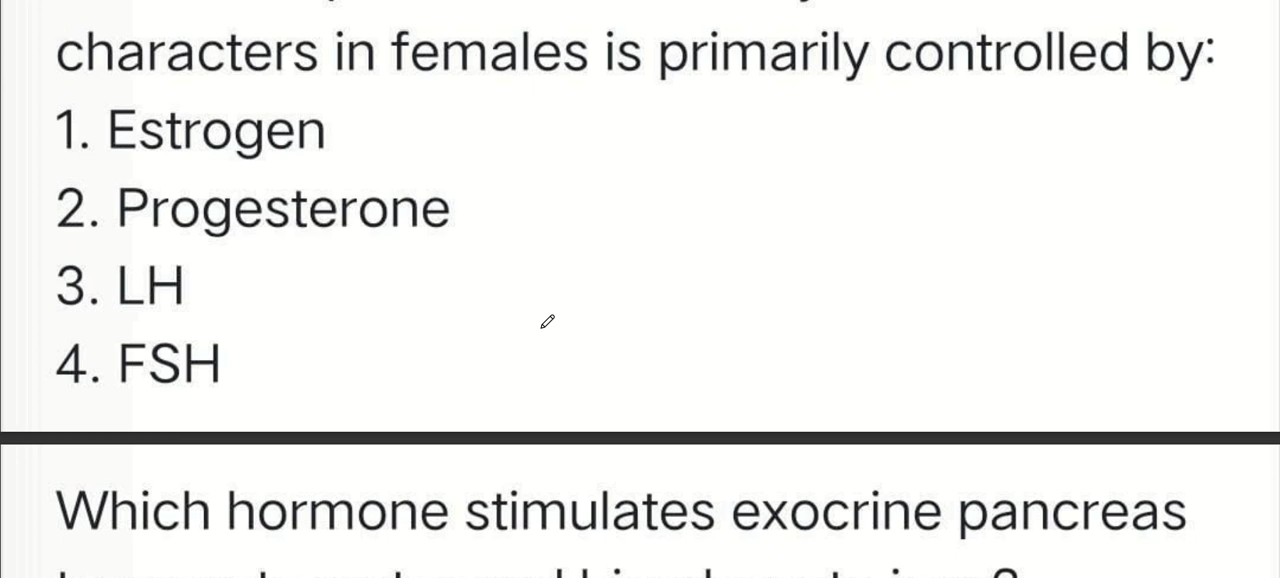 characters in females is primarily controlled by:
1. Estrogen
2. Progesterone
3. LH
4. FSH
Which hormone stimulates exocrine pancreas